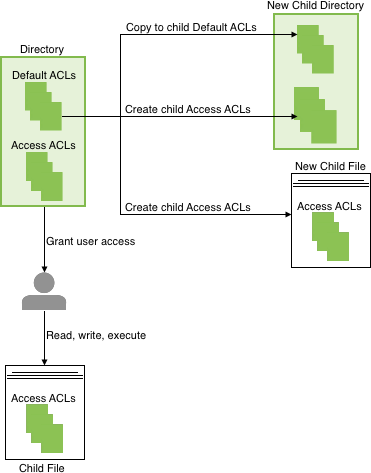 New Child Directory
Copy to child Default ACLs
Directory
Default ACLs
Create child Access ACLs
Access ACLs
New Child File
Create child Access ACLs
Access ACLs
Grant user access
Read, write, execute
Access ACLs
Child File